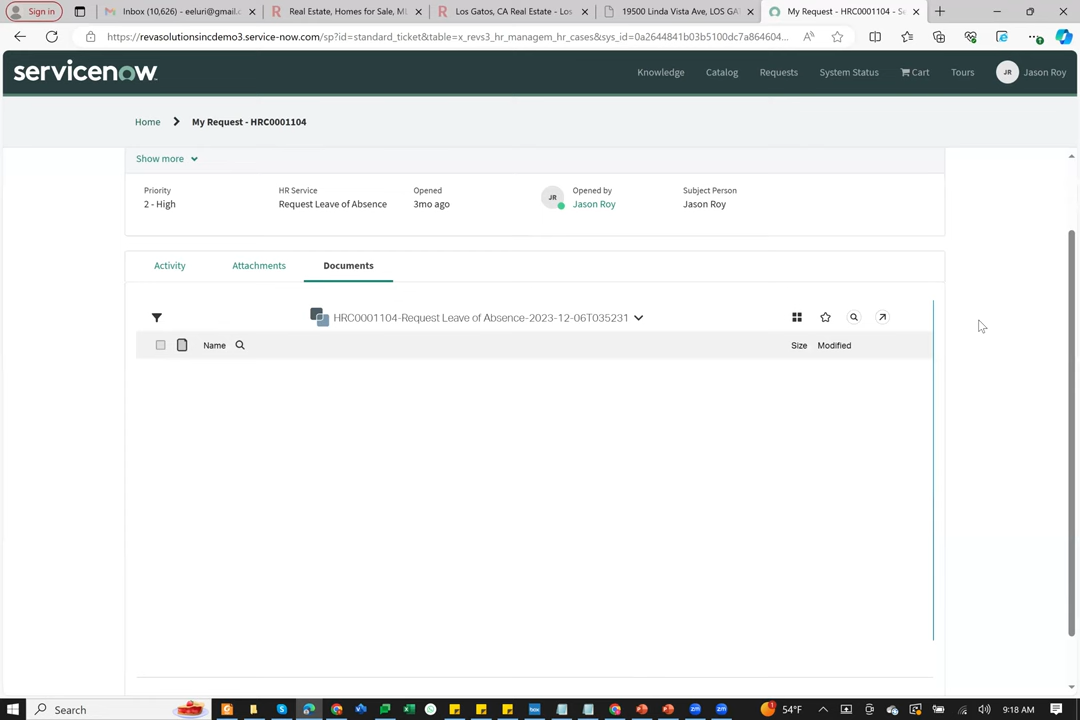 Sign in
Inbox (10,626) - eeluri@gmail.c
Real Estate, Homes for Sale, ML
Los Gatos, CA Real Estate - Los
19500 Linda Vista Ave, LOS GAT
My Request - HRC0001104 - Se
https://revasolutionsincdemo3.service-now.com/sp?id=standard_ticket&table=x_revs3_hr_managem_hr_cases&sys_id=0a2644841b03b5100dc7a864604...
servicenow
Knowledge
Catalog
Requests
System Status
Cart
Tours
JR
Jason Roy
Home
My Request - HRC0001104
Show more
Priority
HR Service
Opened
Opened by
Subject Person
2 - High
Request Leave of Absence
3mo ago
JR
Jason Roy
Jason Roy
Activity
Attachments
Documents
HRC0001104-Request Leave of Absence-2023-12-06T035231
Name
Size
Modified
Search
54°F
9:18 AM